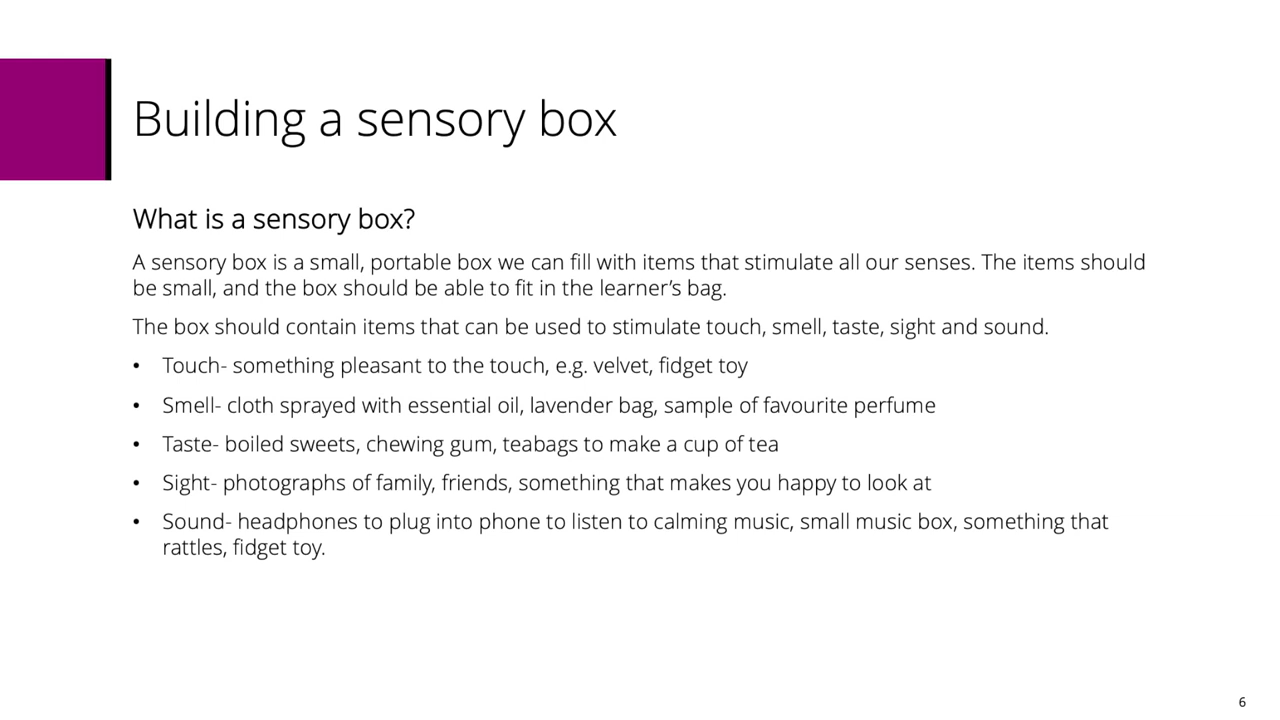 Building a sensory box
What is a sensory box?
A sensory box is a small, portable box we can fill with items that stimulate all our senses. The items should
be small, and the box should be able to fit in the learner’s bag.
The box should contain items that can be used to stimulate touch, smell, taste, sight and sound.
• Touch- something pleasant to the touch, e.g. velvet, fidget toy
• Smell- cloth sprayed with essential oil, lavender bag, sample of favourite perfume
• Taste- boiled sweets, chewing gum, teabags to make a cup of tea
• Sight- photographs of family, friends, something that makes you happy to look at
• Sound- headphones to plug into phone to listen to calming music, small music box, something that
rattles, fidget toy.
6